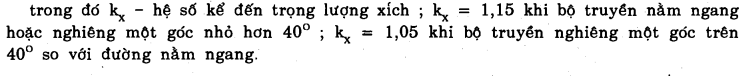 trong đó kₓ - hệ số kể đến trọng lượng xích ; kₓ = 1,15 khi bộ truyền nằm ngang
hoặc nghiêng một góc nhỏ hơn 40° ; kₓ = 1,05 khi bộ truyền nghiêng một góc trên
40° so với đường nằm ngang.